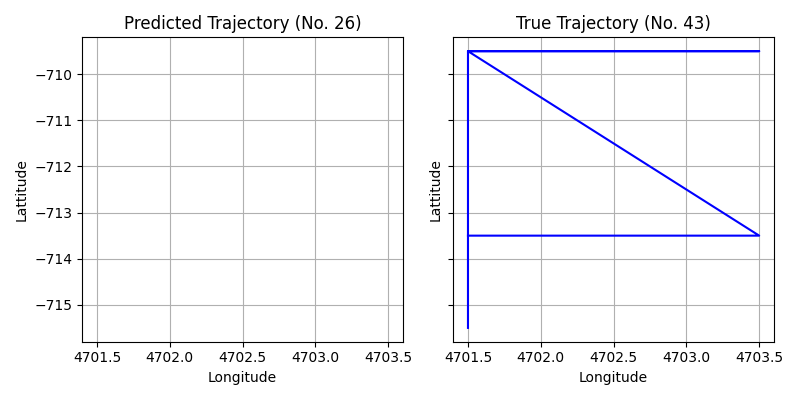 Predicted Trajectory (No. 26)
True Trajectory (No. 43)
Lattitude
−710
−711
−712
−713
−714
−715
4701.5 4702.0 4702.5 4703.0 4703.5
Longitude
Lattitude
4701.5 4702.0 4702.5 4703.0 4703.5
Longitude